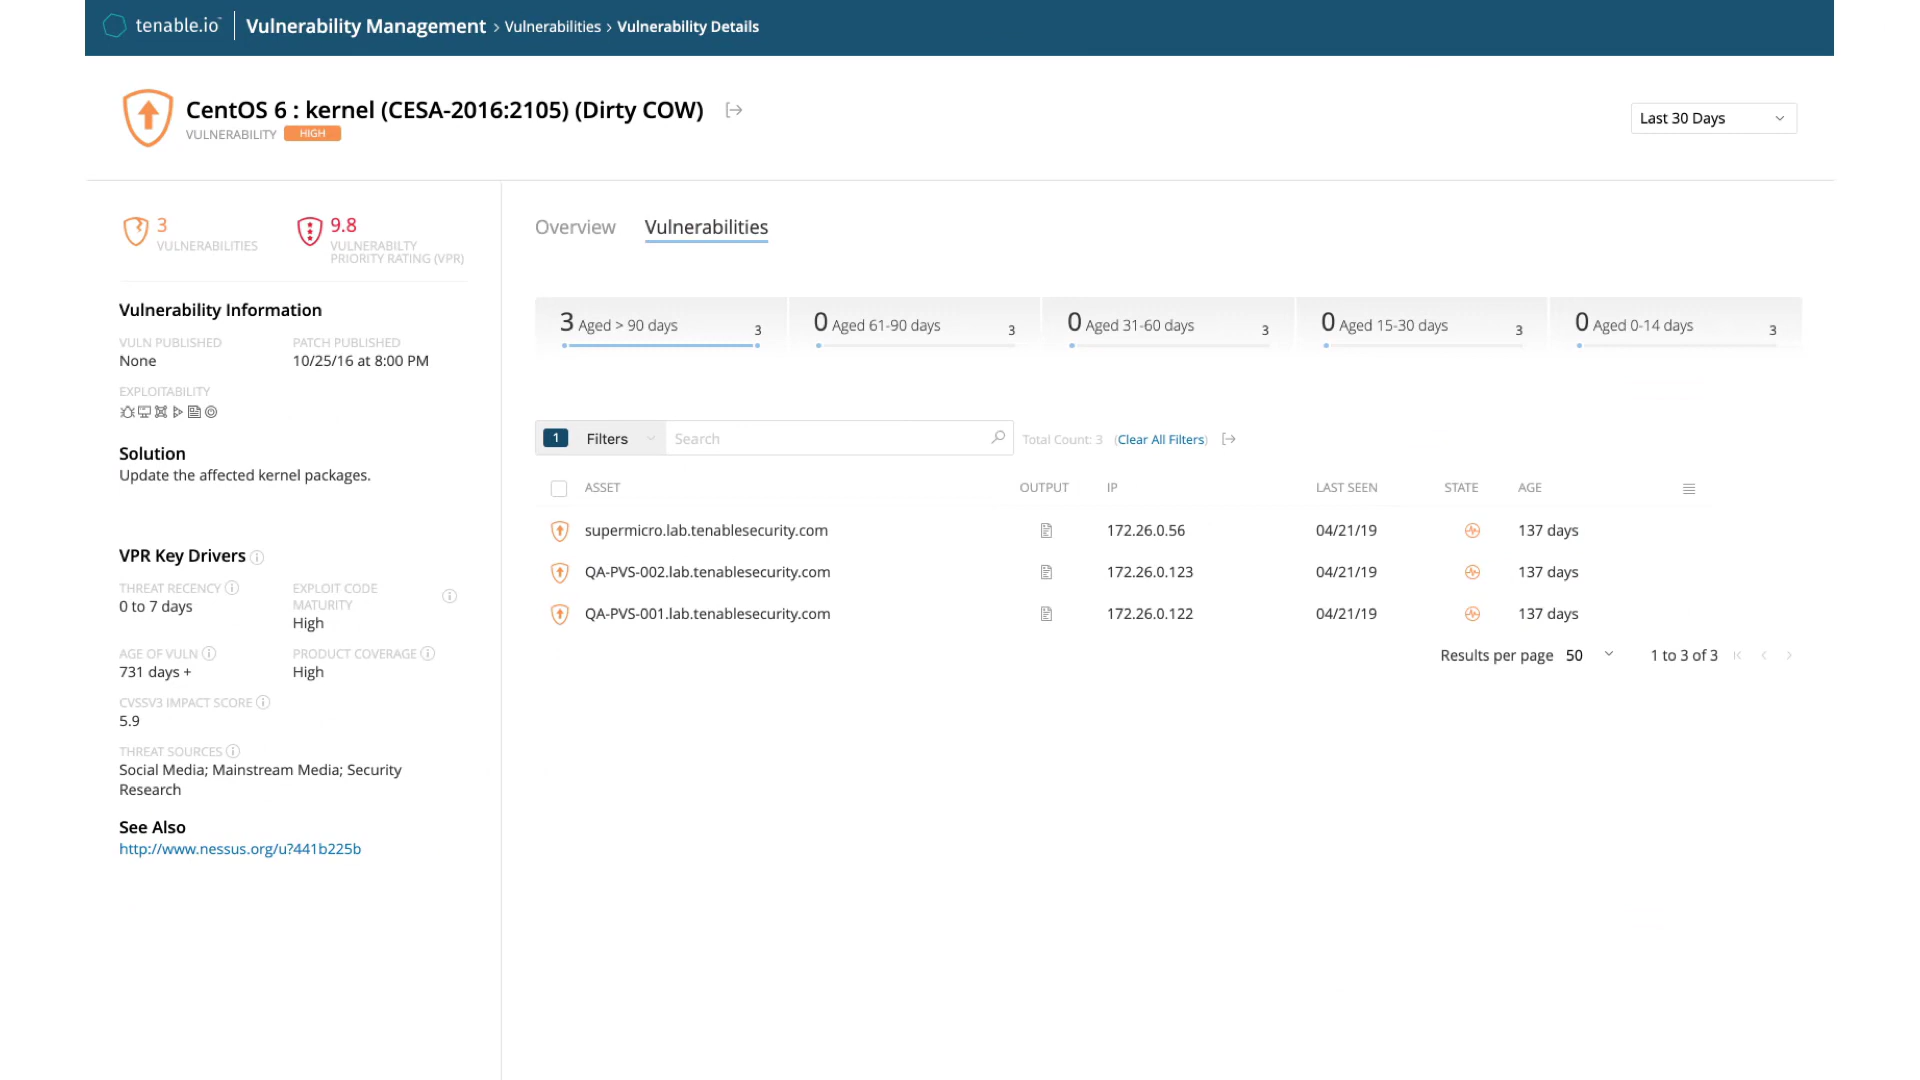 tenable.io
Vulnerability Management › Vulnerabilities › Vulnerability Details
CentOS 6 : kernel (CESA-2016:2105) (Dirty COW)
VULNERABILITY HIGH
Last 30 Days
3
VULNERABILITIES
9.8
VULNERABILTY
PRIORITY RATING (VPR)
Vulnerability Information
VULN PUBLISHED
None
PATCH PUBLISHED
10/25/16 at 8:00 PM
EXPLOITABILITY
Solution
Update the affected kernel packages.
VPR Key Drivers
THREAT RECENCY
0 to 7 days
EXPLOIT CODE
MATURITY
High
AGE OF VULN
731 days +
PRODUCT COVERAGE
High
CVSSV3 IMPACT SCORE
5.9
THREAT SOURCES
Social Media; Mainstream Media; Security
Research
See Also
http://www.nessus.org/u?441b225b
Overview Vulnerabilities
3 Aged > 90 days 3
0 Aged 61-90 days 3
0 Aged 31-60 days 3
0 Aged 15-30 days 3
0 Aged 0-14 days 3
1 Filters Search Total Count: 3 (Clear All Filters)
ASSET OUTPUT IP LAST SEEN STATE AGE
supermicro.lab.tenablesecurity.com 172.26.0.56 04/21/19 137 days
QA-PVS-002.lab.tenablesecurity.com 172.26.0.123 04/21/19 137 days
QA-PVS-001.lab.tenablesecurity.com 172.26.0.122 04/21/19 137 days
Results per page 50 1 to 3 of 3